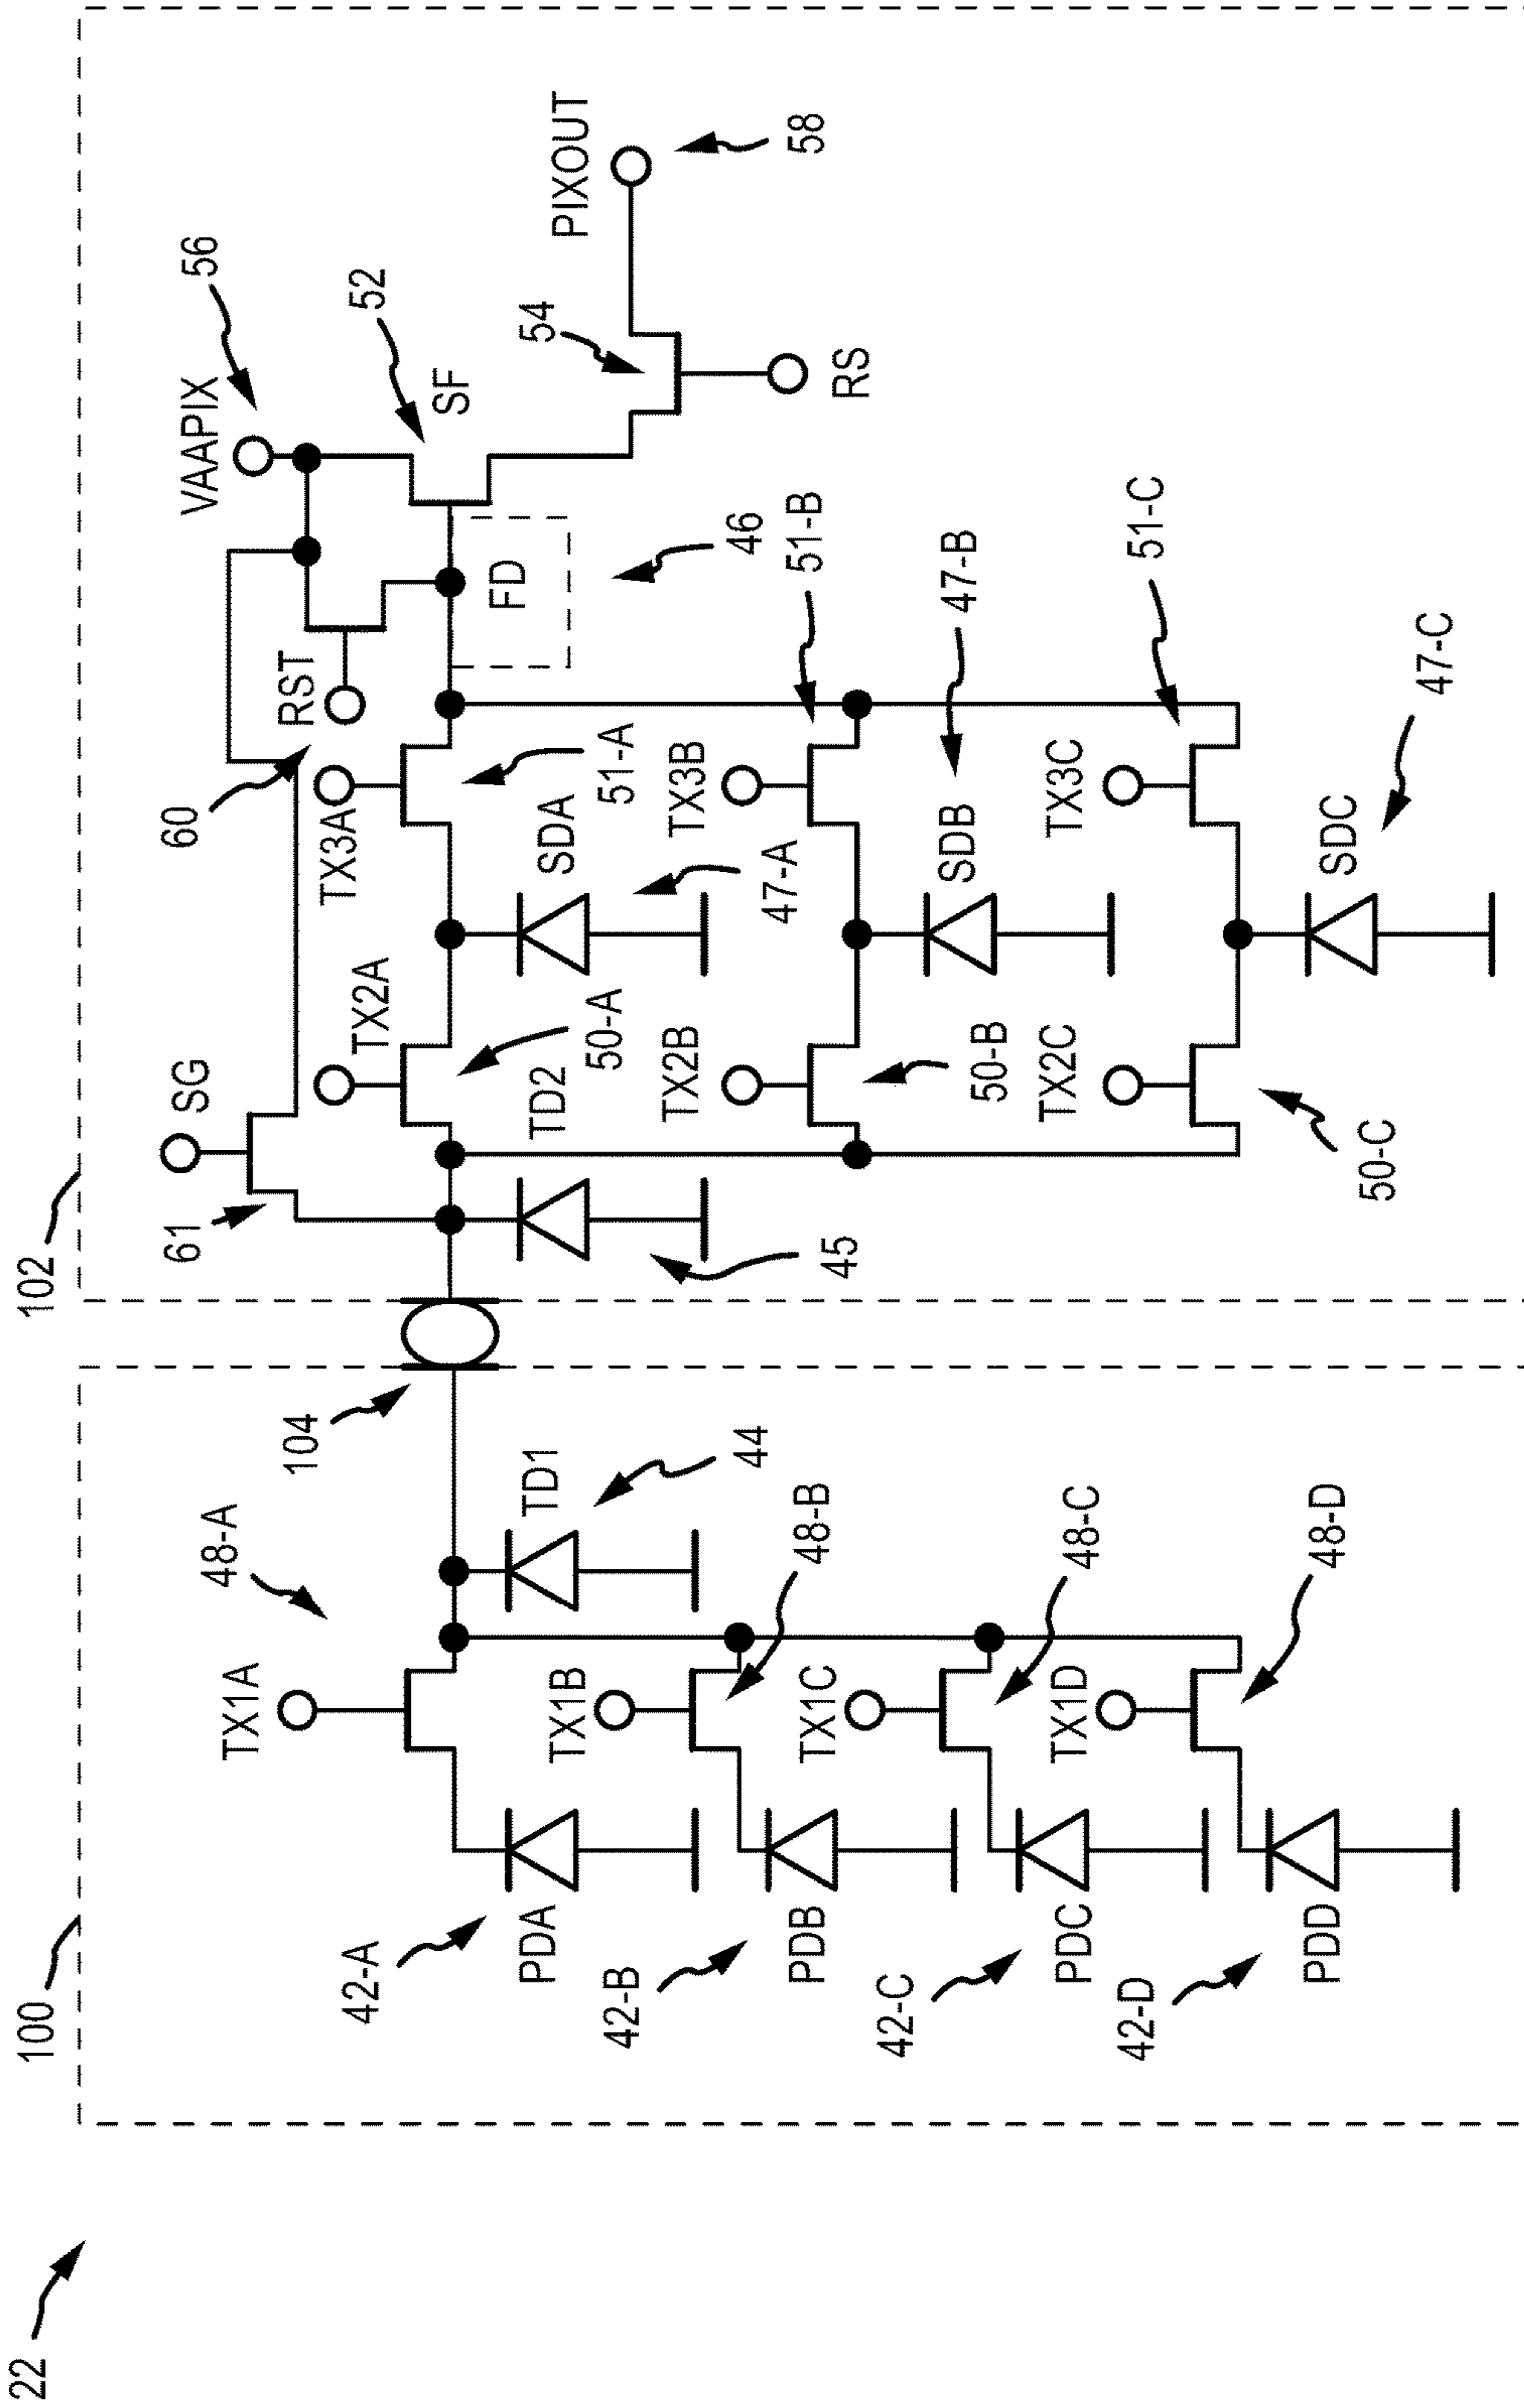 22
100
102
104
TX1A
48-A
42-A
PDA
TD1
44
TX1B
48-B
42-B
PDB
TX1C
48-C
42-C
PDC
TX1D
48-D
42-D
PDD
SG
61
TD2
45
TX2A
50-A
SDA
47-A
TX3A
51-A
60
RST
VAAPIX
56
52
SF
FD
46
54
RS
PIXOUT
58
TX2B
50-B
SDB
47-B
TX3B
51-B
TX2C
50-C
SDC
47-C
TX3C
51-C